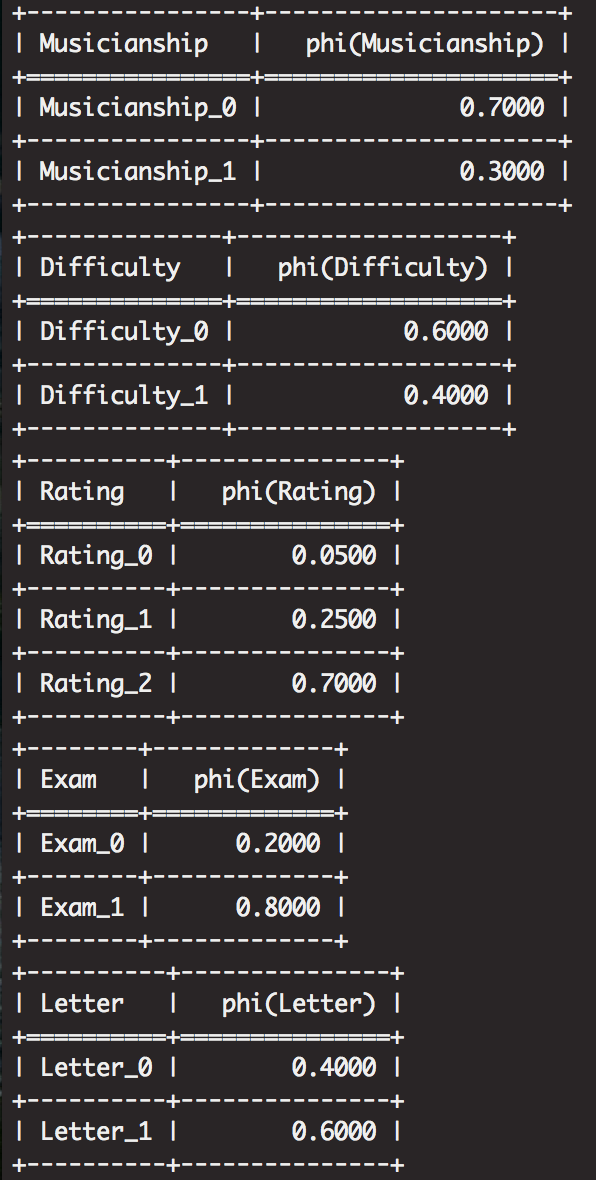 +----------------+---------------------+
| Musicianship   |   phi(Musicianship) |
+================+=====================+
| Musicianship_0 |              0.7000 |
+----------------+---------------------+
| Musicianship_1 |              0.3000 |
+----------------+---------------------+
+--------------+-------------------+
| Difficulty   |   phi(Difficulty) |
+==============+===================+
| Difficulty_0 |            0.6000 |
+--------------+-------------------+
| Difficulty_1 |            0.4000 |
+--------------+-------------------+
+----------+---------------+
| Rating   |   phi(Rating) |
+==========+===============+
| Rating_0 |        0.0500 |
+----------+---------------+
| Rating_1 |        0.2500 |
+----------+---------------+
| Rating_2 |        0.7000 |
+----------+---------------+
+--------+-------------+
| Exam   |   phi(Exam) |
+========+=============+
| Exam_0 |      0.2000 |
+--------+-------------+
| Exam_1 |      0.8000 |
+--------+-------------+
+----------+---------------+
| Letter   |   phi(Letter) |
+==========+===============+
| Letter_0 |        0.4000 |
+----------+---------------+
| Letter_1 |        0.6000 |
+----------+---------------+